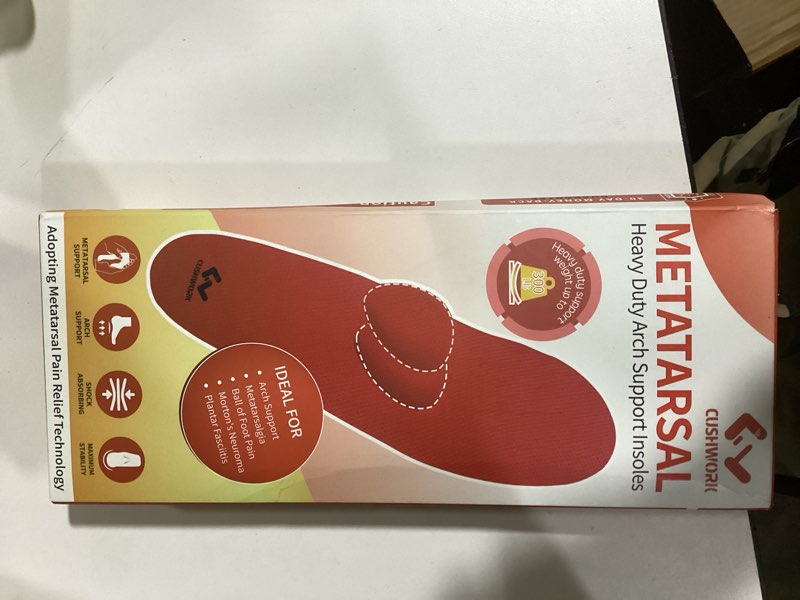 CUSHWORK
METATARSAL
Heavy Duty Arch Support Insoles
Heavy duty support
weight up to
300
LB
CUSHWORK
IDEAL FOR
• Arch Support
• Metatarsalgia
• Ball of Foot Pain
• Morton's Neuroma
• Plantar Fasciitis
METATARSAL
SUPPORT
ARCH
SUPPORT
SHOCK
ABSORBING
MAXIMUM
STABILITY
Adopting Metatarsal Pain Relief Technology
30-DAY MONEY-BACK
Caution